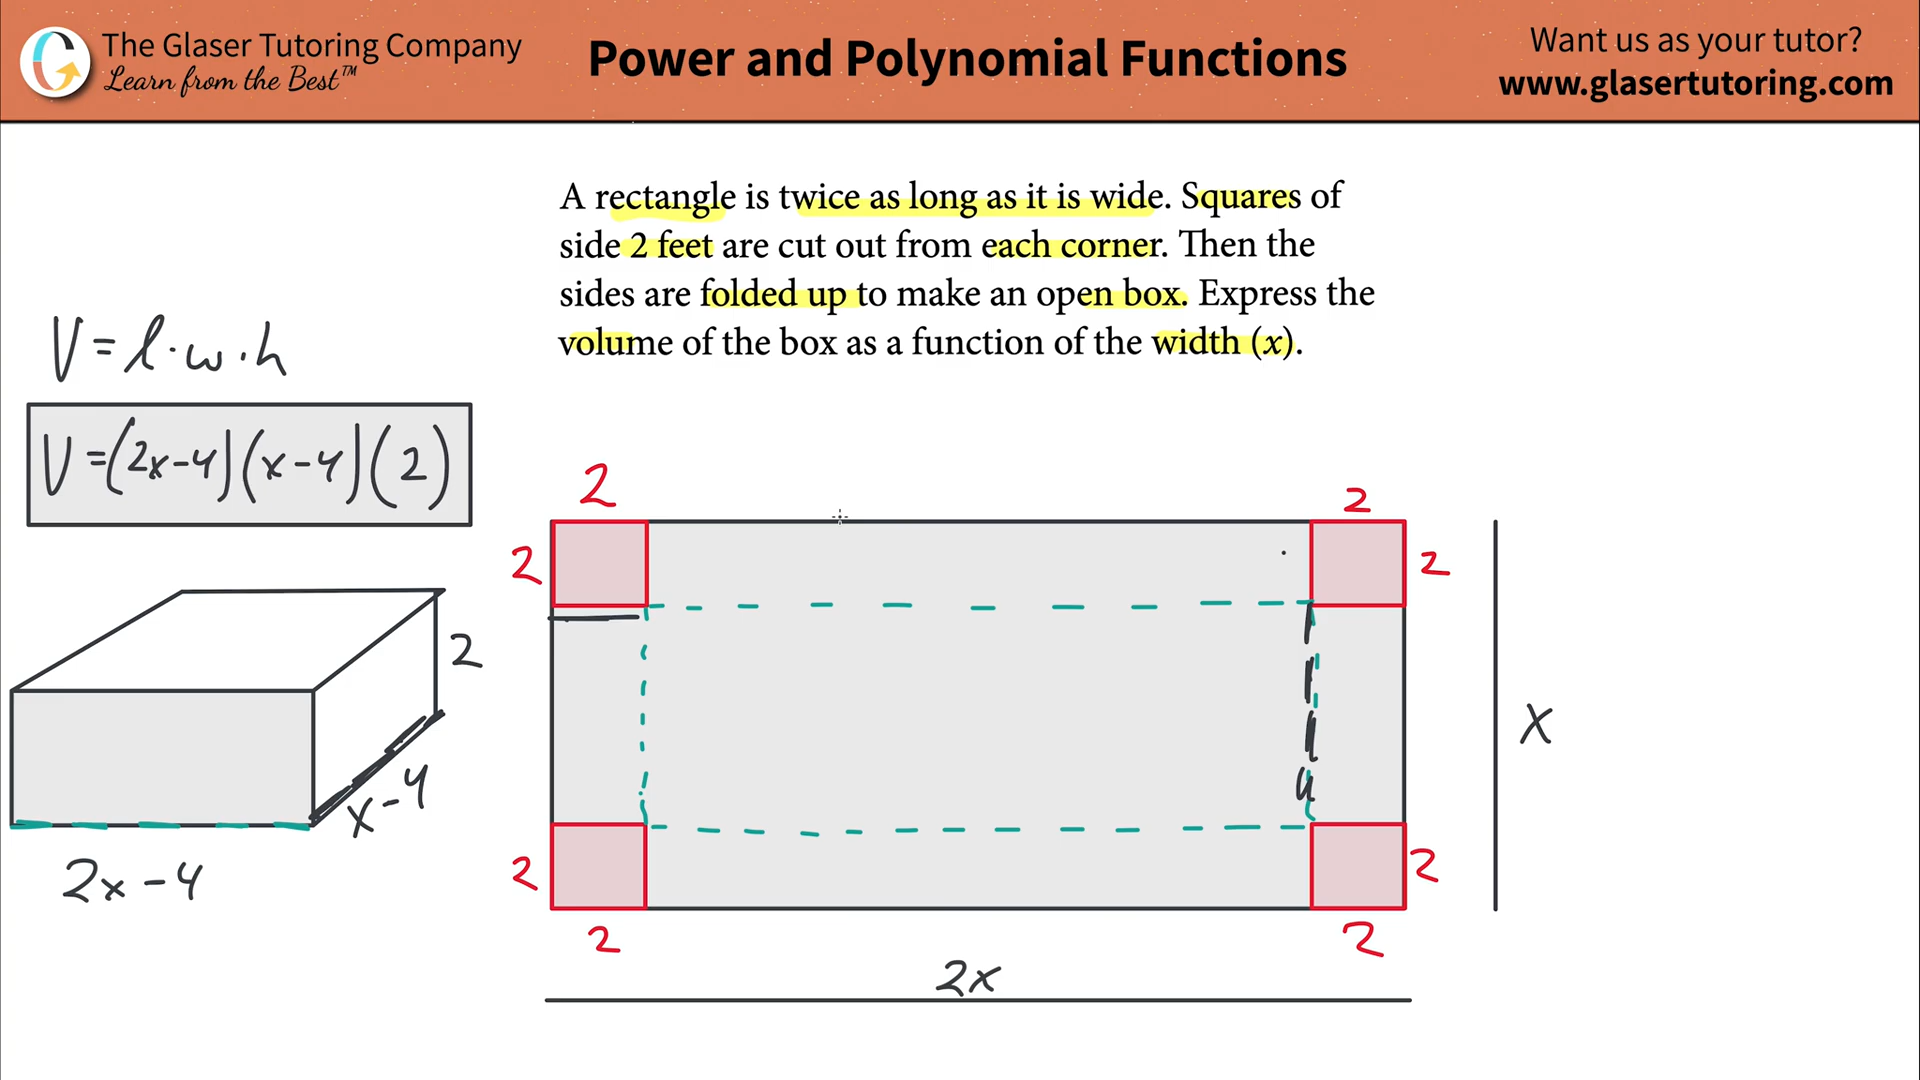 The Glaser Tutoring Company
Learn from the Best™
Power and Polynomial Functions
Want us as your tutor?
www.glasertutoring.com
A rectangle is twice as long as it is wide. Squares of
side 2 feet are cut out from each corner. Then the
sides are folded up to make an open box. Express the
volume of the box as a function of the width (x).
V = l · w · h
V = (2x-4)(x-4)(2)
2
2
2
2
2
x
x-4
2x-4
2
2
2
2
2x